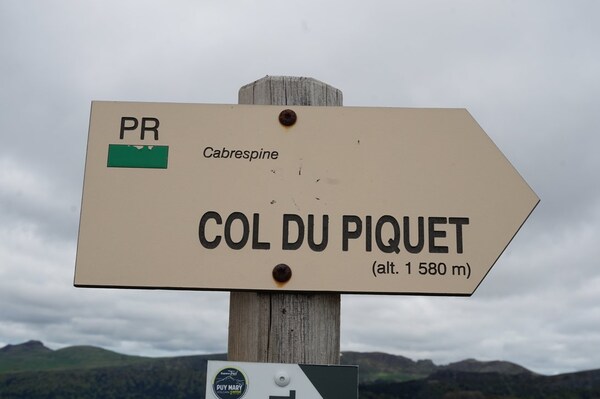 PR
Cabrespine
COL DU PIQUET
(alt. 1 580 m)
PUY MARY